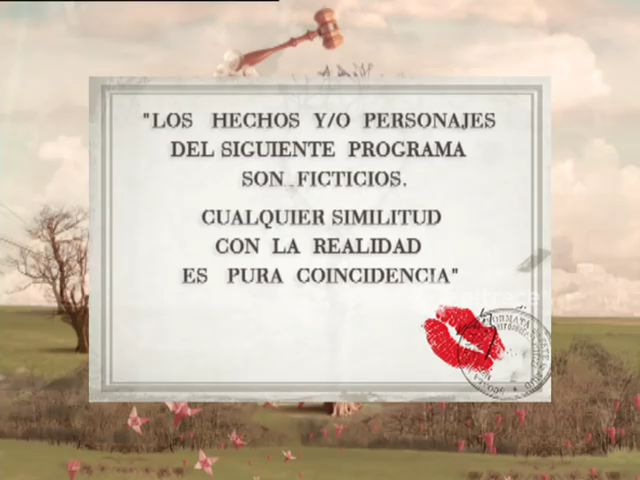 "LOS HECHOS Y/O PERSONAJES
DEL SIGUIENTE PROGRAMA
SON FICTICIOS.
CUALQUIER SIMILITUD
CON LA REALIDAD
ES PURA COINCIDENCIA"